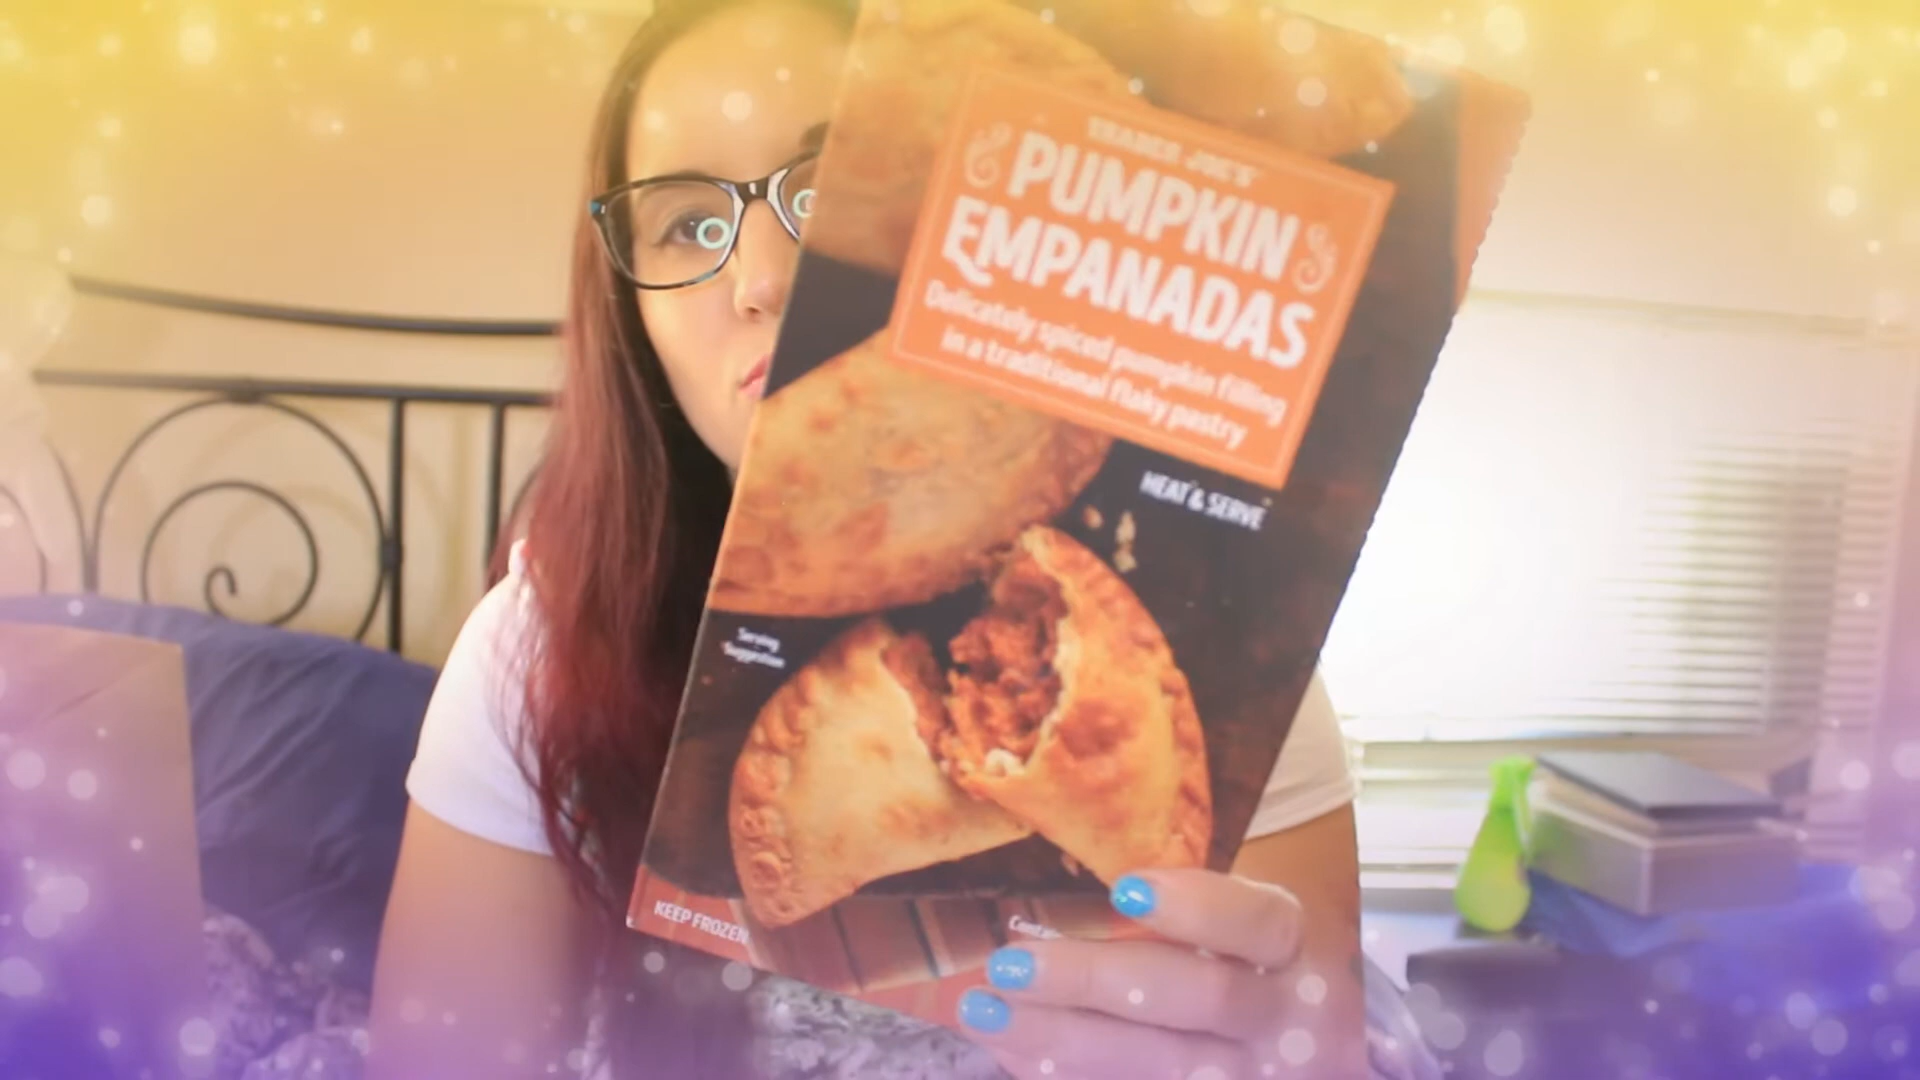 TRADER JOE'S
PUMPKIN
EMPANADAS
Delicately spiced pumpkin filling
in a traditional flaky pastry
HEAT & SERVE
Serving
Suggestion
KEEP FROZEN